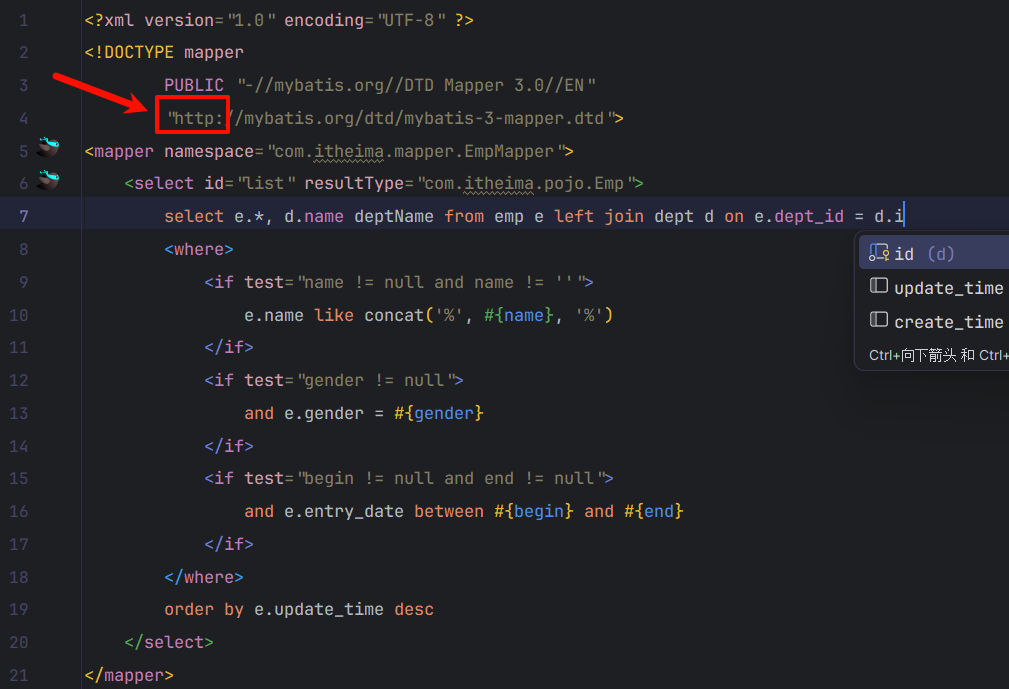 1 <?xml version="1.0" encoding="UTF-8" ?>
2 <!DOCTYPE mapper
3 PUBLIC "-//mybatis.org//DTD Mapper 3.0//EN"
4 "http://mybatis.org/dtd/mybatis-3-mapper.dtd">
5 <mapper namespace="com.itheima.mapper.EmpMapper">
6 <select id="list" resultType="com.itheima.pojo.Emp">
7 select e.*, d.name deptName from emp e left join dept d on e.dept_id = d.i
8 <where>
id (d)
9 <if test="name != null and name != ''">
update_time
10 e.name like concat('%', #{name}, '%')
create_time
11 </if>
Ctrl+向下箭头 和 Ctrl+
12 <if test="gender != null">
13 and e.gender = #{gender}
14 </if>
15 <if test="begin != null and end != null">
16 and e.entry_date between #{begin} and #{end}
17 </if>
18 </where>
19 order by e.update_time desc
20 </select>
21 </mapper>